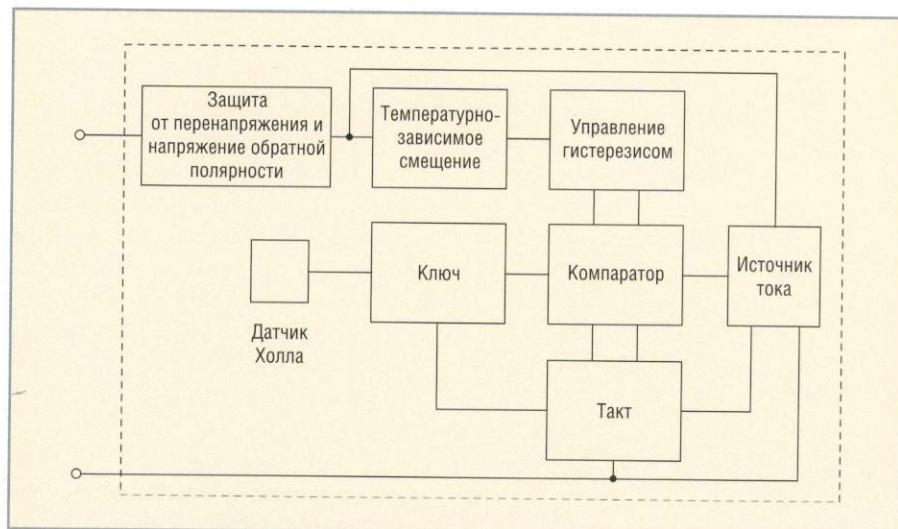 Защита
от перенапряжения и
напряжение обратной
полярности
Температурно-
зависимое
смещение
Управление
гистерезисом
Датчик
Холла
Ключ
Компаратор
Источник
тока
Такт